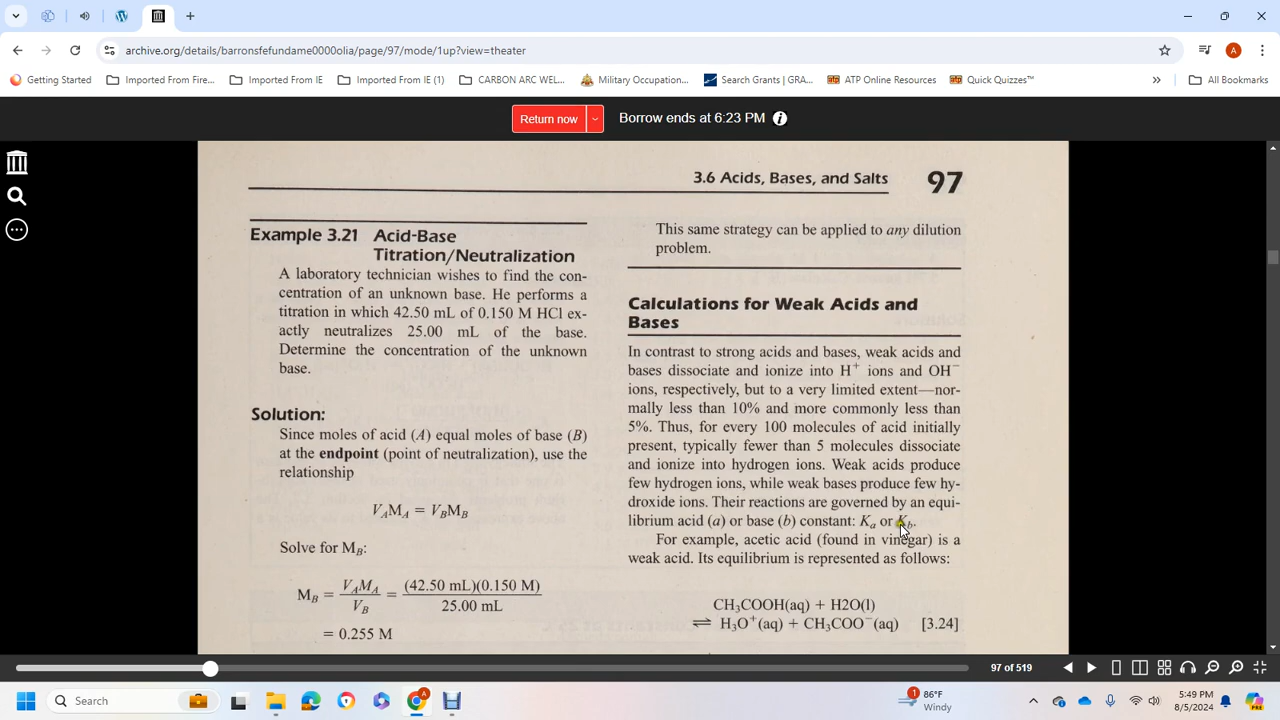 archive.org/details/barronsfefundame0000olia/page/97/mode/1up?view=theater
A
Getting Started
Imported From Fire...
Imported From IE
Imported From IE (1)
CARBON ARC WEL...
Military Occupation...
Search Grants | GRA...
ATP Online Resources
Quick Quizzes™
»
All Bookmarks
Return now
Borrow ends at 6:23 PM
3.6 Acids, Bases, and Salts
97
Example 3.21 Acid-Base
Titration/Neutralization
A laboratory technician wishes to find the con-
centration of an unknown base. He performs a
titration in which 42.50 mL of 0.150 M HCl ex-
actly neutralizes 25.00 mL of the base.
Determine the concentration of the unknown
base.
Solution:
Since moles of acid (A) equal moles of base (B)
at the endpoint (point of neutralization), use the
relationship
V_A M_A = V_B M_B
Solve for M_B:
M_B = V_A M_A / V_B = (42.50 mL)(0.150 M) / 25.00 mL
= 0.255 M
This same strategy can be applied to any dilution
problem.
Calculations for Weak Acids and
Bases
In contrast to strong acids and bases, weak acids and
bases dissociate and ionize into H⁺ ions and OH⁻
ions, respectively, but to a very limited extent—nor-
mally less than 10% and more commonly less than
5%. Thus, for every 100 molecules of acid initially
present, typically fewer than 5 molecules dissociate
and ionize into hydrogen ions. Weak acids produce
few hydrogen ions, while weak bases produce few hy-
droxide ions. Their reactions are governed by an equi-
librium acid (a) or base (b) constant: K_a or K_b.
For example, acetic acid (found in vinegar) is a
weak acid. Its equilibrium is represented as follows:
CH₃COOH(aq) + H2O(l)
⇌ H₃O⁺(aq) + CH₃COO⁻(aq) [3.24]
97 of 519
Search
1
86°F
Windy
5:49 PM
8/5/2024